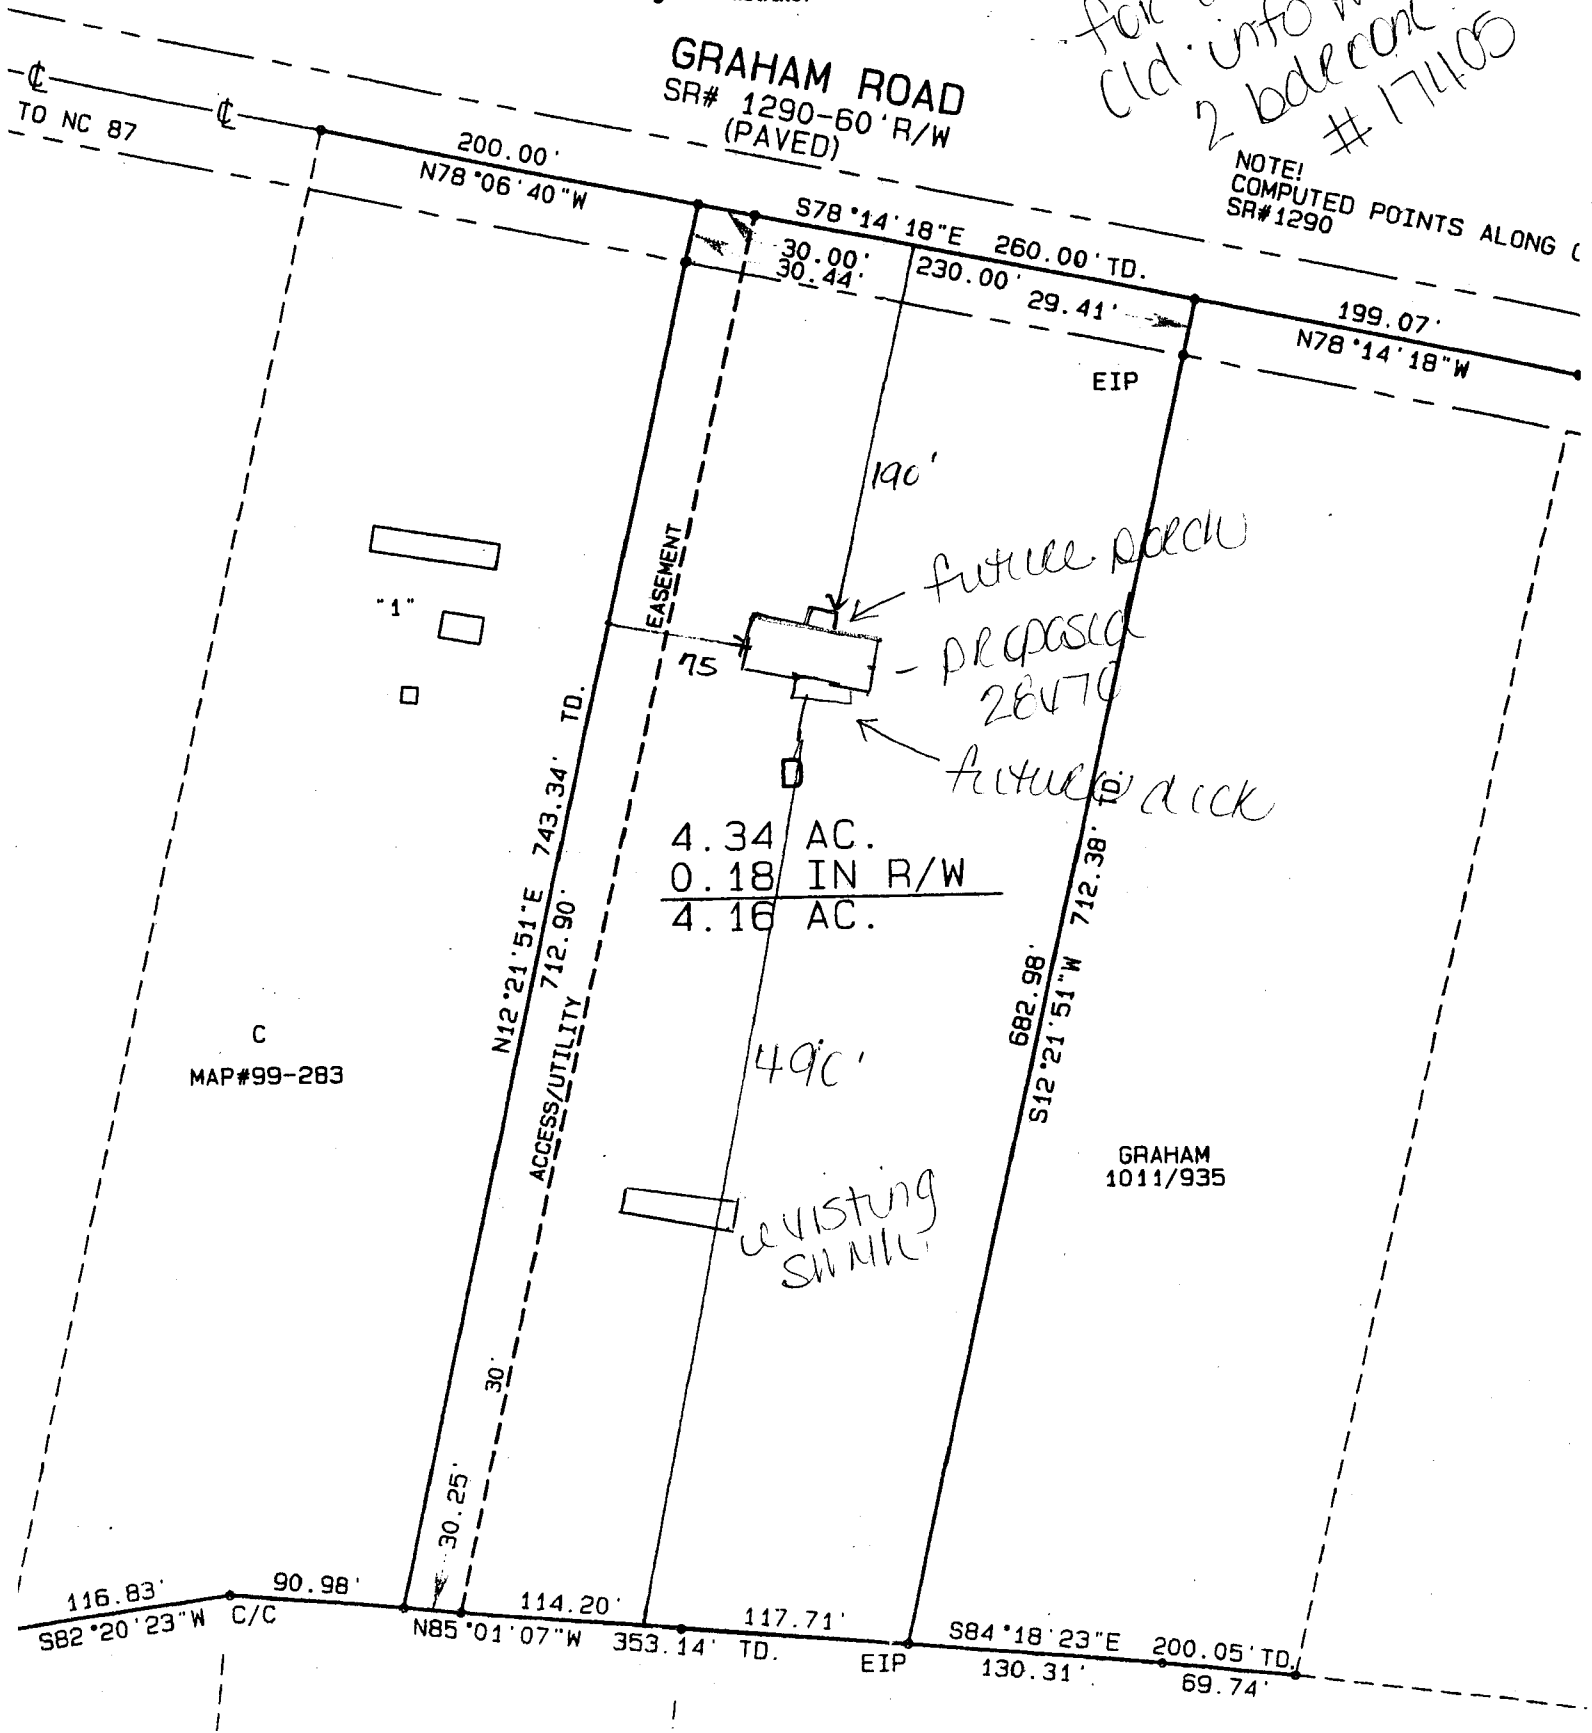 for
into
2 bdrcom
# 171105
GRAHAM ROAD
SR# 1290-60'R/W
(PAVED)
℄
℄
TO NC 87
200.00'
N78°06'40"W
NOTE!
COMPUTED POINTS ALONG C
SR#1290
S78°14'18"E 260.00'TD.
30.00'
30.44'
230.00'
29.41'
199.07'
N78°14'18"W
EIP
190'
future porch
"1"
EASEMENT
75
- proposed
28x70
future deck
N12°21'51"E 743.34' TD.
712.90'
4.34 AC.
0.18 IN R/W
4.16 AC.
682.98'
S12°21'51"W 712.38' TD.
ACCESS/UTILITY
C
MAP#99-283
490'
GRAHAM
1011/935
existing
SWMH
30'
30.25'
116.83'
S82°20'23"W
90.98'
C/C
114.20'
N85°01'07"W 353.14' TD.
117.71'
EIP
S84°18'23"E 200.05'TD.
130.31'
69.74'